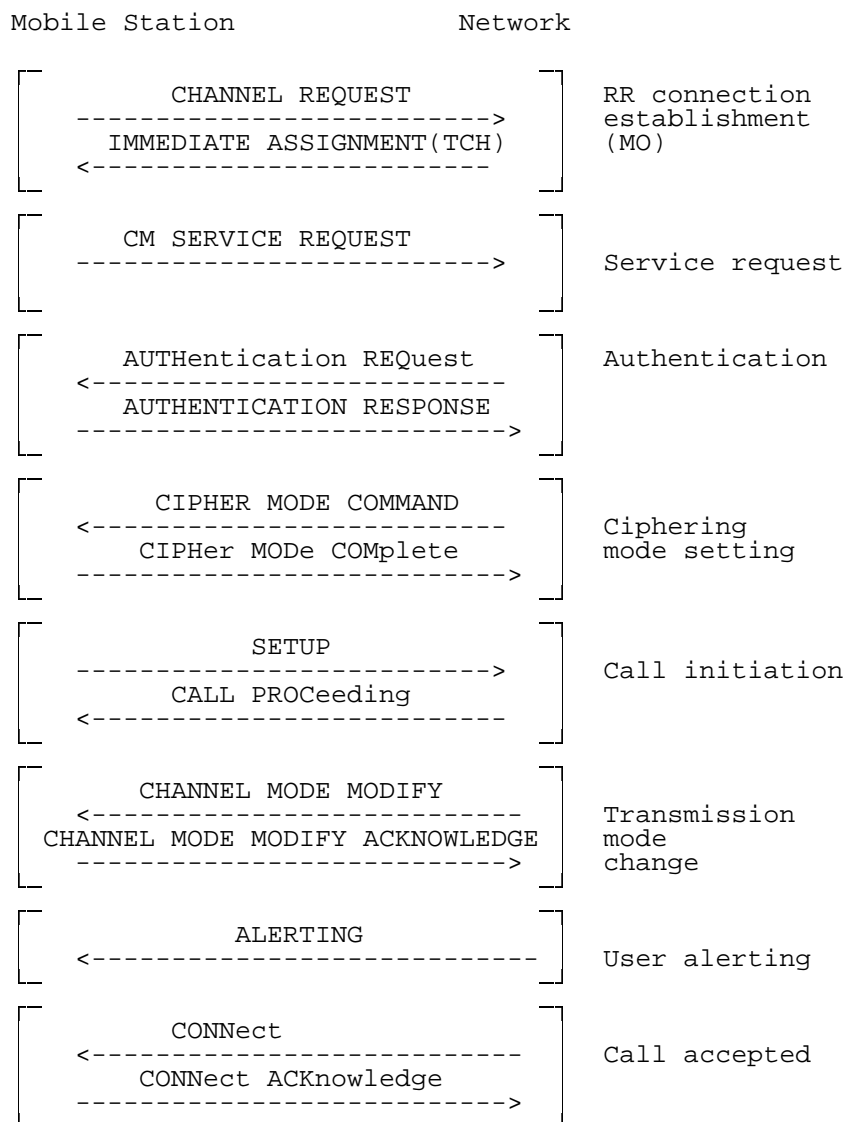 Mobile Station Network
CHANNEL REQUEST
RR connection
-------------------------->
establishment
IMMEDIATE ASSIGNMENT(TCH)
(MO)
<-------------------------
CM SERVICE REQUEST
-------------------------->
Service request
AUTHentication REQuest
Authentication
<--------------------------
AUTHENTICATION RESPONSE
--------------------------->
CIPHER MODE COMMAND
<--------------------------
Ciphering
CIPHer MODe COMplete
mode setting
--------------------------->
SETUP
-------------------------->
Call initiation
CALL PROCeeding
<--------------------------
CHANNEL MODE MODIFY
<---------------------------
Transmission
CHANNEL MODE MODIFY ACKNOWLEDGE
mode
--------------------------->
change
ALERTING
<----------------------------
User alerting
CONNect
<---------------------------
Call accepted
CONNect ACKnowledge
--------------------------->